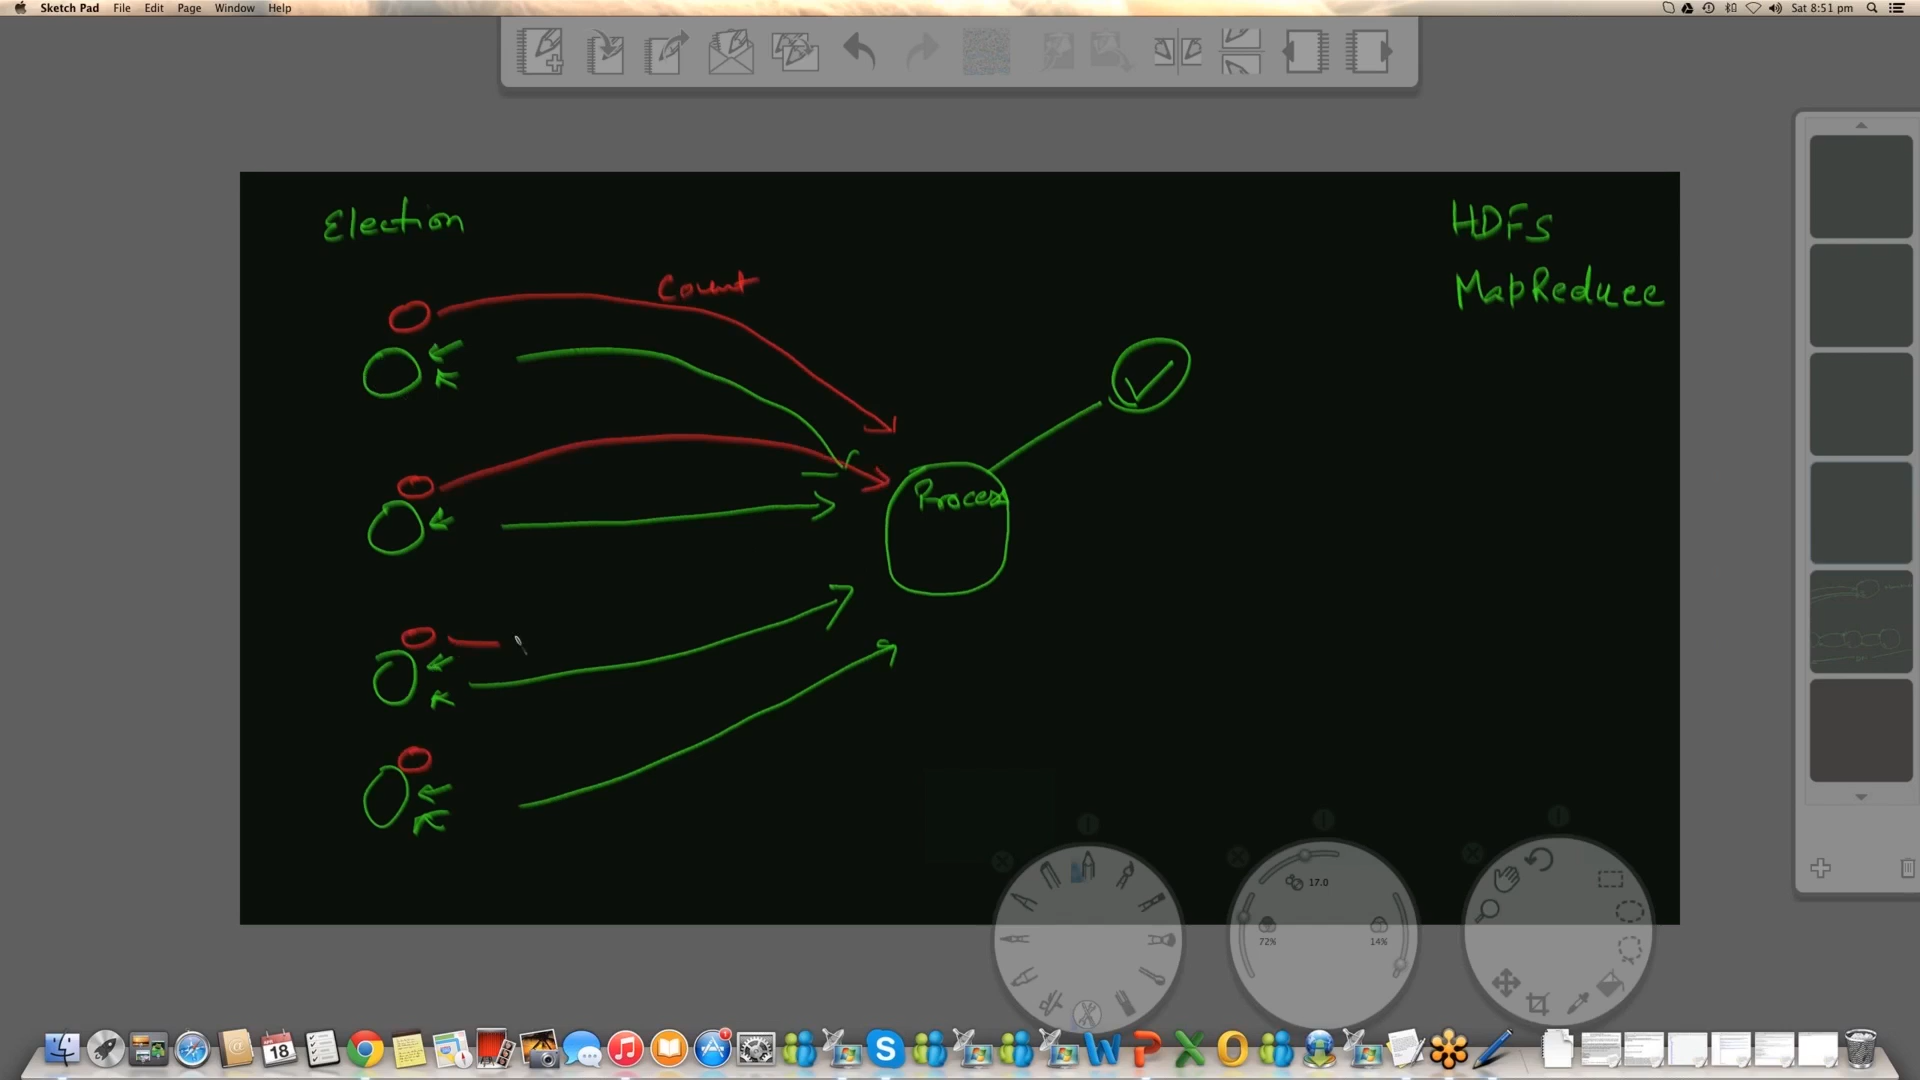 Sketch Pad File Edit Page Window Help Sat 8:51 pm
Election
HDFS
Count
MapReduce
Process
17.0
72% 14%
18